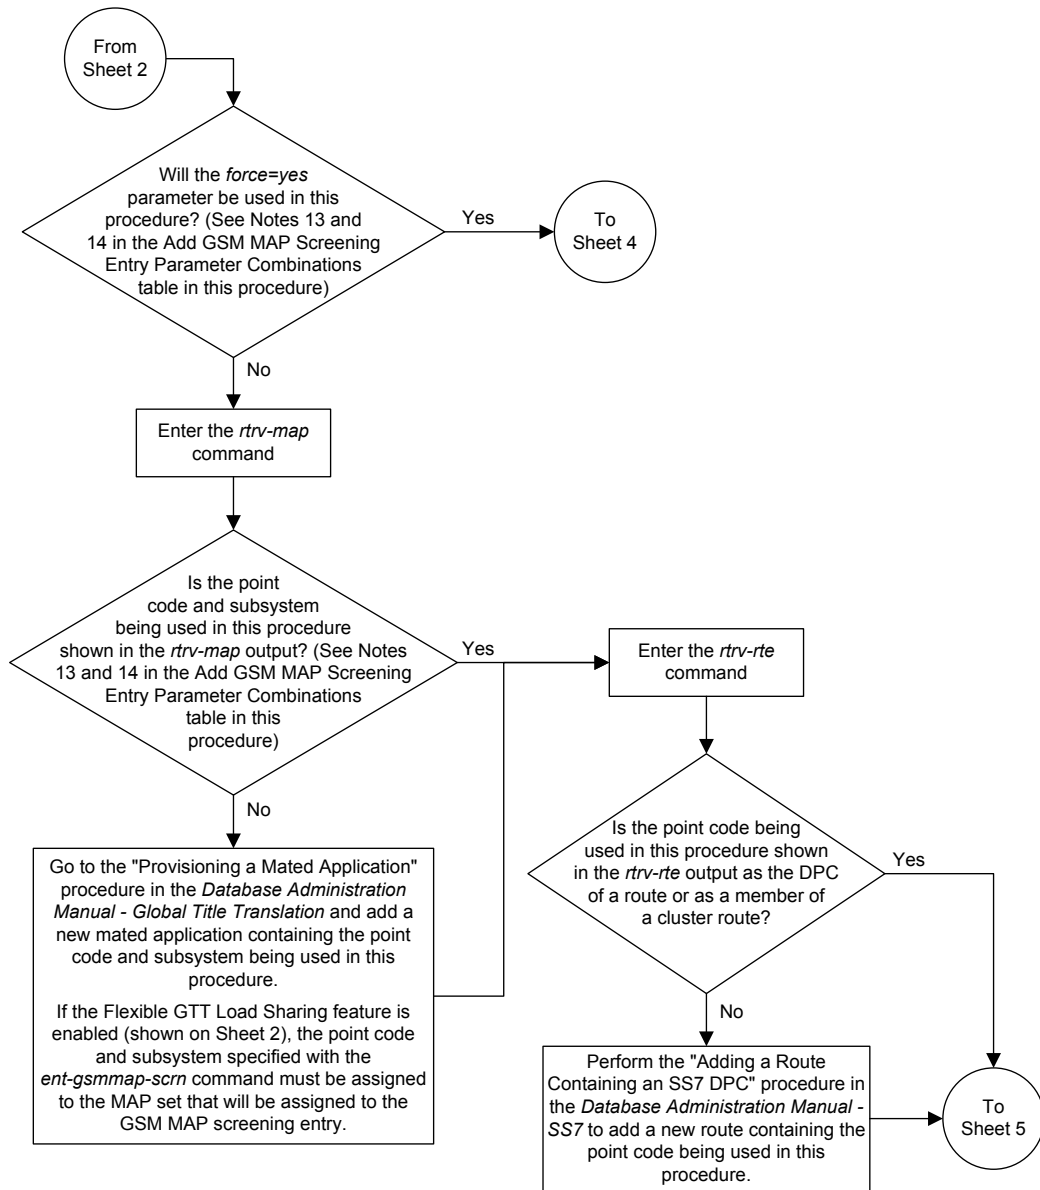 From
Sheet 2
Will the force=yes
parameter be used in this
procedure? (See Notes 13 and
14 in the Add GSM MAP Screening
Entry Parameter Combinations
table in this procedure)
Yes
To
Sheet 4
No
Enter the rtrv-map
command
Is the point
code and subsystem
being used in this procedure
shown in the rtrv-map output? (See Notes
13 and 14 in the Add GSM MAP Screening
Entry Parameter Combinations
table in this
procedure)
Yes
Enter the rtrv-rte
command
No
Go to the "Provisioning a Mated Application"
procedure in the Database Administration
Manual - Global Title Translation and add a
new mated application containing the point
code and subsystem being used in this
procedure.
If the Flexible GTT Load Sharing feature is
enabled (shown on Sheet 2), the point code
and subsystem specified with the
ent-gsmmap-scrn command must be assigned
to the MAP set that will be assigned to the
GSM MAP screening entry.
Is the point code being
used in this procedure shown
in the rtrv-rte output as the DPC
of a route or as a member of
a cluster route?
Yes
No
Perform the "Adding a Route
Containing an SS7 DPC" procedure in
the Database Administration Manual -
SS7 to add a new route containing the
point code being used in this
procedure.
To
Sheet 5